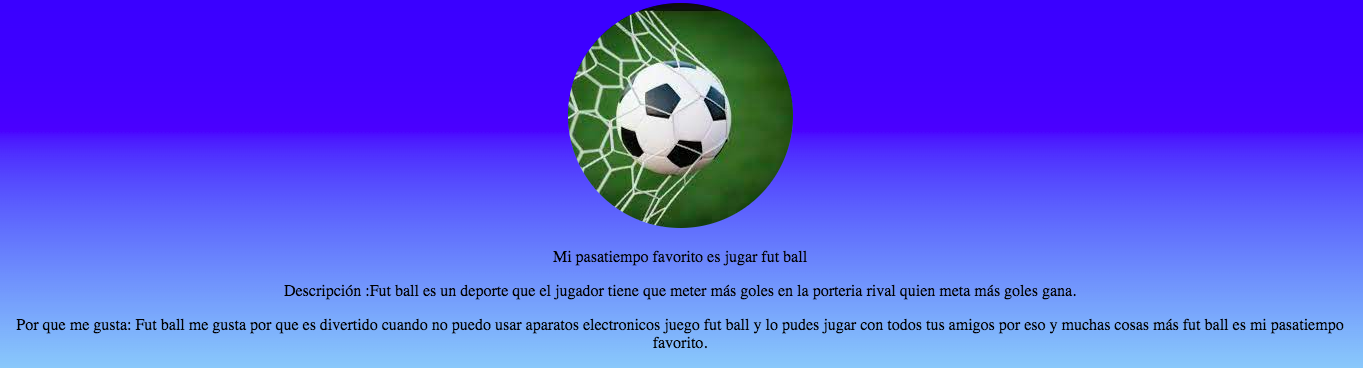 Mi pasatiempo favorito es jugar fut ball
Descripción :Fut ball es un deporte que el jugador tiene que meter más goles en la porteria rival quien meta más goles gana.
Por que me gusta: Fut ball me gusta por que es divertido cuando no puedo usar aparatos electronicos juego fut ball y lo pudes jugar con todos tus amigos por eso y muchas cosas más fut ball es mi pasatiempo
favorito.